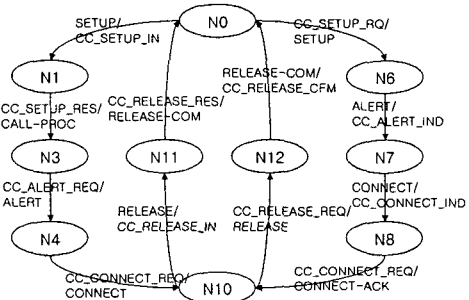 N0
SETUP/
CC_SETUP_IN
CC_SETUP_RQ/
SETUP
N1
RELEASE-COM/
CC_RELEASE_CFM
N6
CC_SETUP_RES/
CALL-PROC
CC_RELEASE_RES/
RELEASE-COM
ALERT/
CC_ALERT_IND
N3
N11
N12
N7
CC_ALERT_REQ/
ALERT
RELEASE/
CC_RELEASE_IN
CC_RELEASE_REQ/
RELEASE
CONNECT/
CC_CONNECT_IND
N4
N8
CC_CONNECT_REQ/
CONNECT
N10
CC_CONNECT_REQ/
CONNECT-ACK